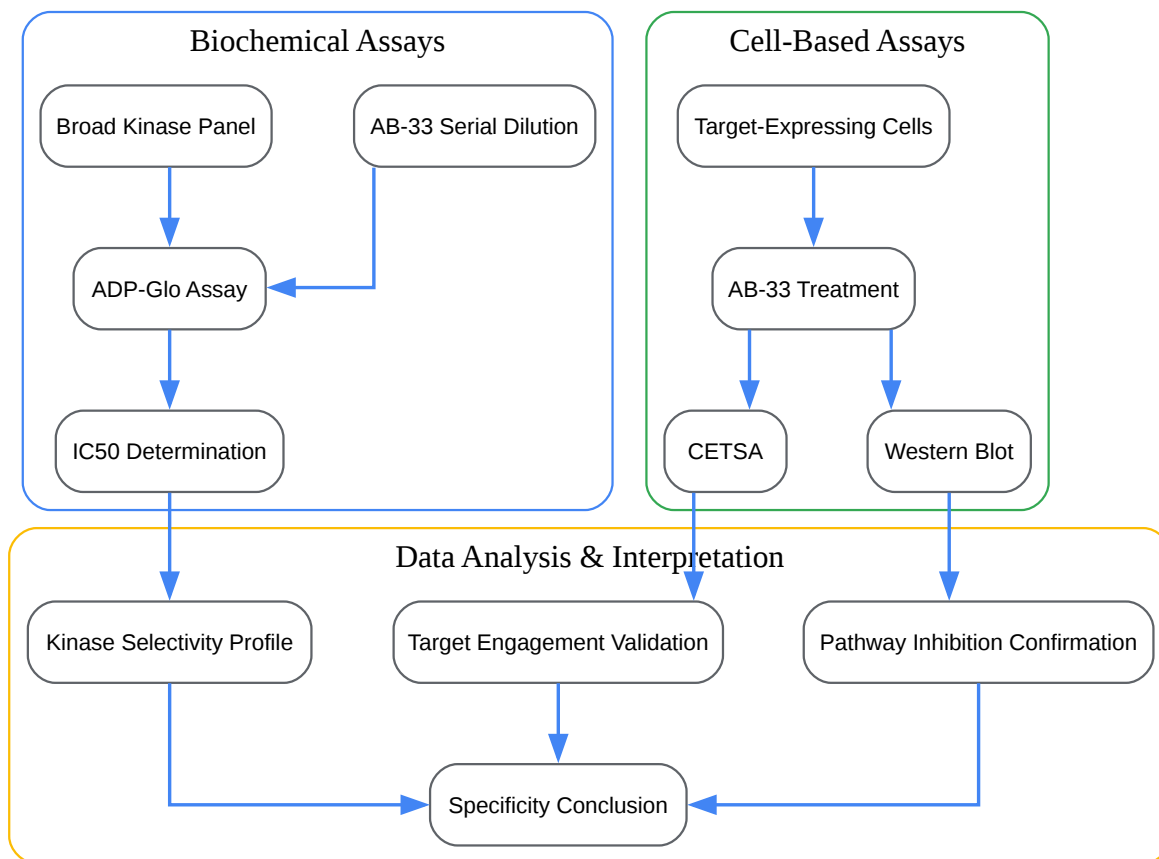 Biochemical Assays
Cell-Based Assays
Broad Kinase Panel
AB-33 Serial Dilution
Target-Expressing Cells
ADP-Glo Assay
AB-33 Treatment
IC50 Determination
CETSA
Western Blot
Data Analysis & Interpretation
Kinase Selectivity Profile
Target Engagement Validation
Pathway Inhibition Confirmation
Specificity Conclusion